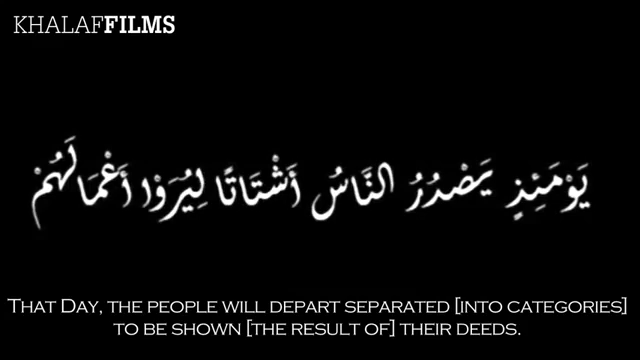 KHALAFFILMS
يَوْمَئِذٍ يَصْدُرُ النَّاسُ أَشْتَاتًا لِيُرَوْا أَعْمَالَهُمْ
THAT DAY, THE PEOPLE WILL DEPART SEPARATED [INTO CATEGORIES]
TO BE SHOWN [THE RESULT OF] THEIR DEEDS.